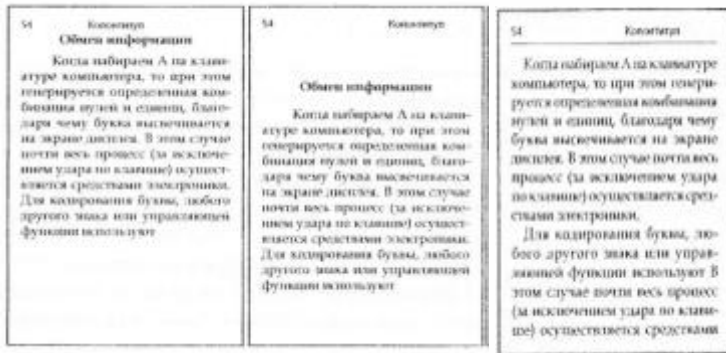 54 Колонтитул
Обмен информации
Когда набираем А на клави-
атуре компьютера, то при этом
генерируется определенная ком-
бинация нулей и единиц, благо-
даря чему буква высвечивается
на экране дисплея. В этом случае
почти весь процесс (за исключе-
нием удара по клавише) осущест-
вляется средствами электроники.
Для кодирования буквы, любого
другого знака или управляющей
функции используют
54 Колонтитул
Обмен информации
Когда набираем А на клави-
атуре компьютера, то при этом
генерируется определенная ком-
бинация нулей и единиц, благо-
даря чему буква высвечивается
на экране дисплея. В этом случае
почти весь процесс (за исключе-
нием удара по клавише) осущест-
вляется средствами электроники.
Для кодирования буквы, любого
другого знака или управляющей
функции используют
54 Колонтитул
Когда набираем А на клавиатуре
компьютера, то при этом генери-
руется определенная комбинация
нулей и единиц, благодаря чему
буква высвечивается на экране
дисплея. В этом случае почти весь
процесс (за исключением удара
по клавише) осуществляется сред-
ствами электроники.
Для кодирования буквы, лю-
бого другого знака или управ-
ляющей функции используют В
этом случае почти весь процесс
(за исключением удара по клави-
ше) осуществляется средствами